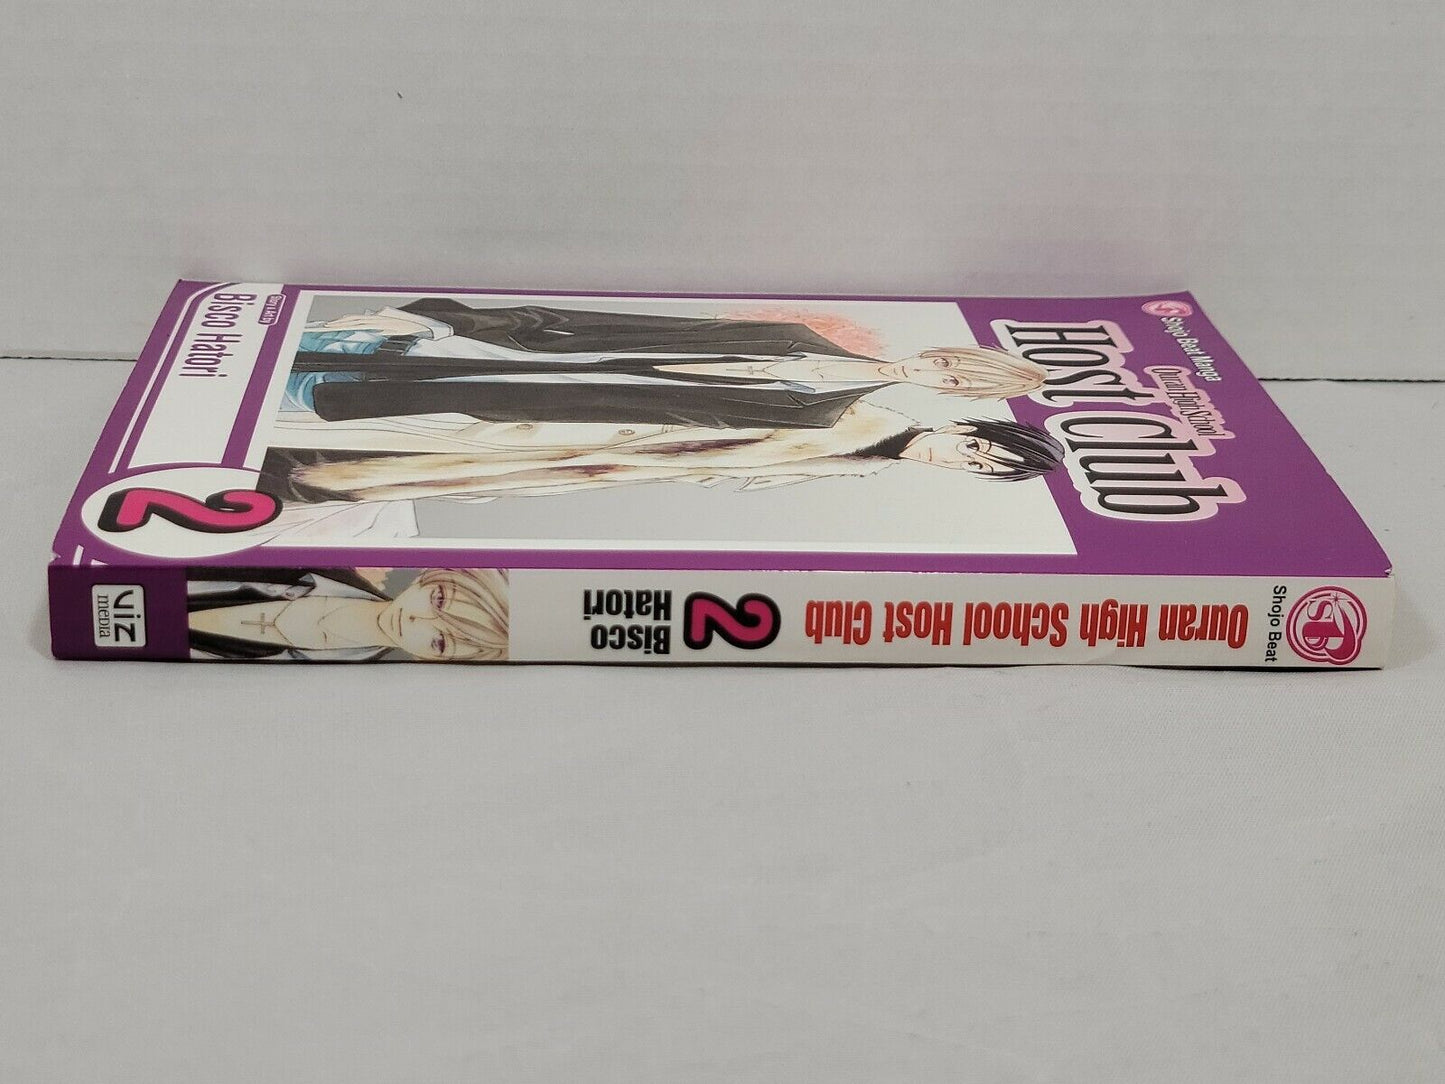 Shojo Beat Manga
Ouran High School
Host Club
Story & Art by
Bisco Hatori
2
SB
Shojo Beat
Ouran High School Host Club
2
Bisco
Hatori
VIZ
media